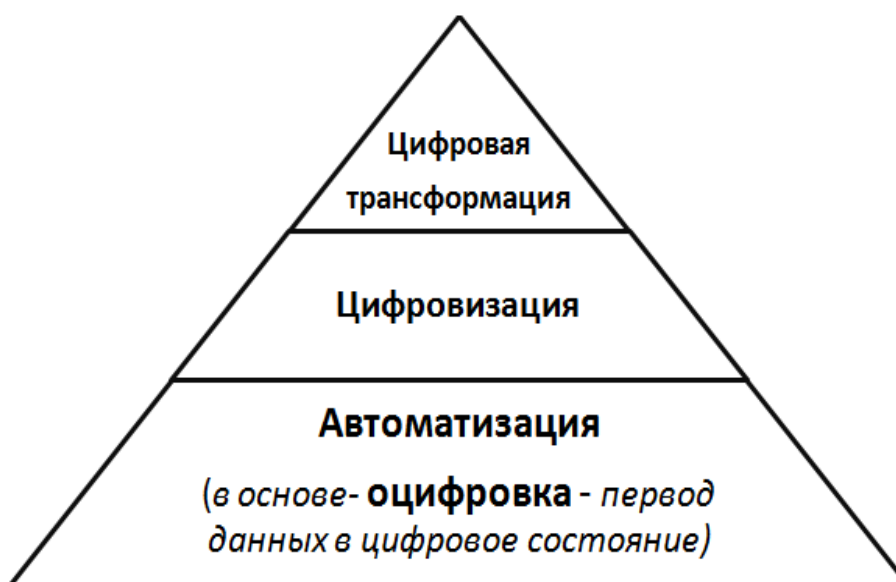 Цифровая
трансформация
Цифровизация
Автоматизация
(в основе- оцифровка - первод
данных в цифровое состояние)